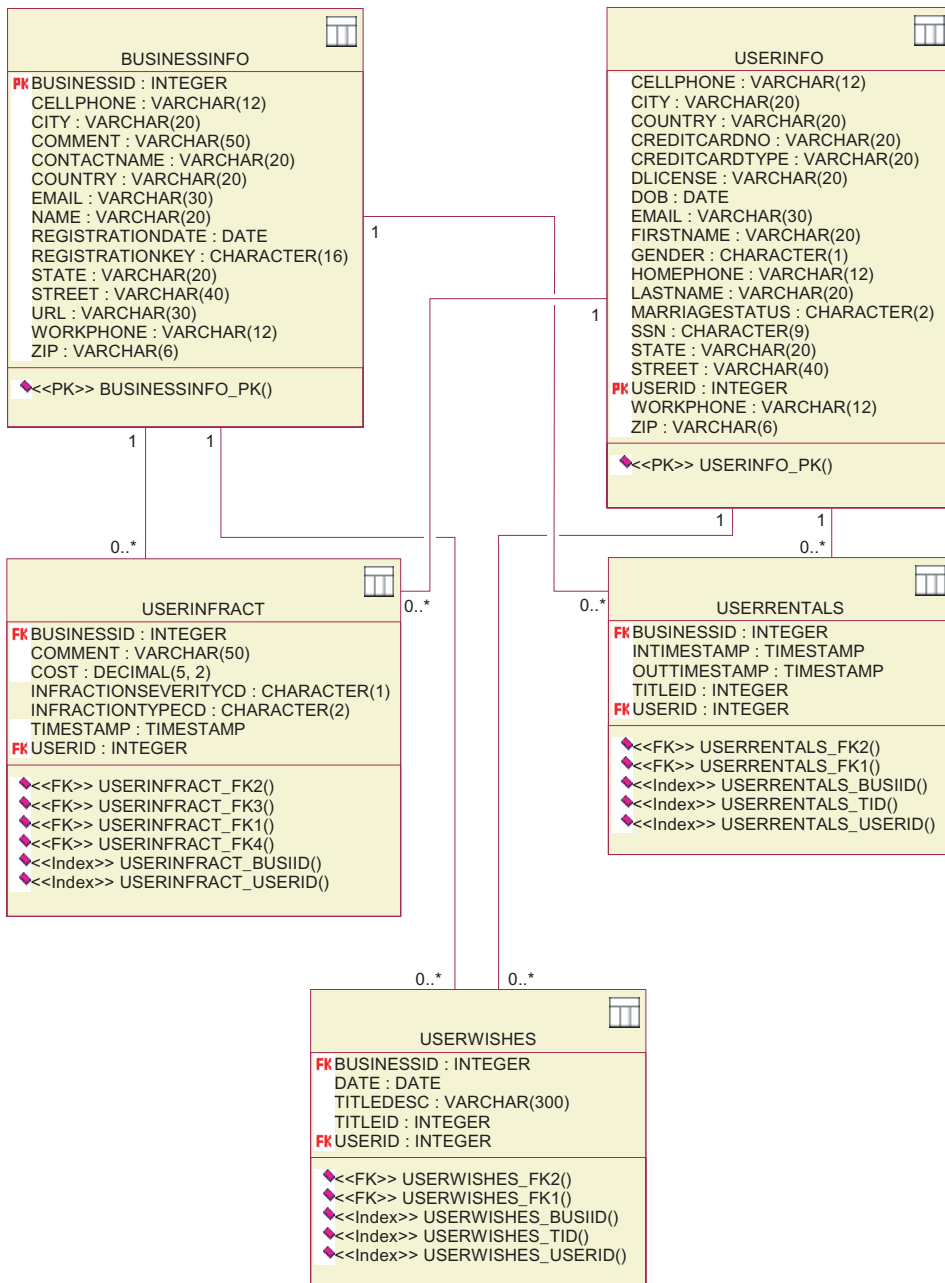 BUSINESSINFO
PK BUSINESSID : INTEGER
CELLPHONE : VARCHAR(12)
CITY : VARCHAR(20)
COMMENT : VARCHAR(50)
CONTACTNAME : VARCHAR(20)
COUNTRY : VARCHAR(20)
EMAIL : VARCHAR(30)
NAME : VARCHAR(20)
REGISTRATIONDATE : DATE
REGISTRATIONKEY : CHARACTER(16)
STATE : VARCHAR(20)
STREET : VARCHAR(40)
URL : VARCHAR(30)
WORKPHONE : VARCHAR(12)
ZIP : VARCHAR(6)
<<PK>> BUSINESSINFO_PK()
USERINFO
CELLPHONE : VARCHAR(12)
CITY : VARCHAR(20)
COUNTRY : VARCHAR(20)
CREDITCARDNO : VARCHAR(20)
CREDITCARDTYPE : VARCHAR(20)
DLICENSE : VARCHAR(20)
DOB : DATE
EMAIL : VARCHAR(30)
FIRSTNAME : VARCHAR(20)
GENDER : CHARACTER(1)
HOMEPHONE : VARCHAR(12)
LASTNAME : VARCHAR(20)
MARRIAGESTATUS : CHARACTER(2)
SSN : CHARACTER(9)
STATE : VARCHAR(20)
STREET : VARCHAR(40)
PK USERID : INTEGER
WORKPHONE : VARCHAR(12)
ZIP : VARCHAR(6)
<<PK>> USERINFO_PK()
1
1
1
1
1
1
0..*
0..*
0..*
0..*
USERINFRACT
FK BUSINESSID : INTEGER
COMMENT : VARCHAR(50)
COST : DECIMAL(5, 2)
INFRACTIONSEVERITYCD : CHARACTER(1)
INFRACTIONTYPECD : CHARACTER(2)
TIMESTAMP : TIMESTAMP
FK USERID : INTEGER
<<FK>> USERINFRACT_FK2()
<<FK>> USERINFRACT_FK3()
<<FK>> USERINFRACT_FK1()
<<FK>> USERINFRACT_FK4()
<<Index>> USERINFRACT_BUSIID()
<<Index>> USERINFRACT_USERID()
USERRENTALS
FK BUSINESSID : INTEGER
INTIMESTAMP : TIMESTAMP
OUTTIMESTAMP : TIMESTAMP
TITLEID : INTEGER
FK USERID : INTEGER
<<FK>> USERRENTALS_FK2()
<<FK>> USERRENTALS_FK1()
<<Index>> USERRENTALS_BUSIID()
<<Index>> USERRENTALS_TID()
<<Index>> USERRENTALS_USERID()
0..*
0..*
USERWISHES
FK BUSINESSID : INTEGER
DATE : DATE
TITLEDESC : VARCHAR(300)
TITLEID : INTEGER
FK USERID : INTEGER
<<FK>> USERWISHES_FK2()
<<FK>> USERWISHES_FK1()
<<Index>> USERWISHES_BUSIID()
<<Index>> USERWISHES_TID()
<<Index>> USERWISHES_USERID()